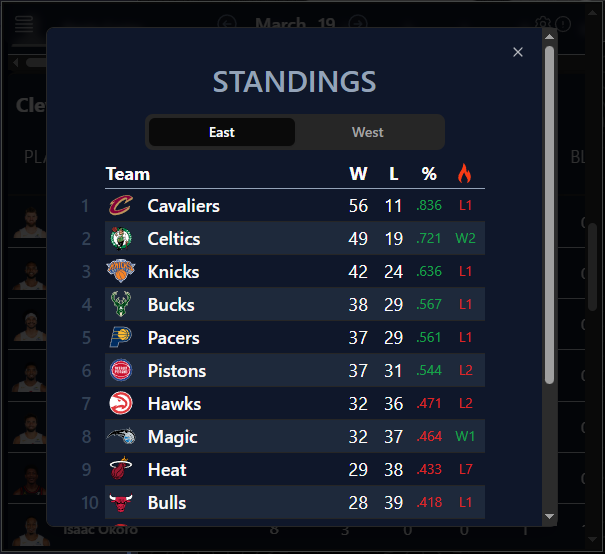 March 19
Cle
STANDINGS
East West
Team W L %
PLA BL
1 Cavaliers 56 11 .836 L1
2 Celtics 49 19 .721 W2
3 Knicks 42 24 .636 L1
4 Bucks 38 29 .567 L1
5 Pacers 37 29 .561 L1
6 Pistons 37 31 .544 L2
7 Hawks 32 36 .471 L2
8 Magic 32 37 .464 W1
9 Heat 29 38 .433 L7
10 Bulls 28 39 .418 L1
Isaac Okoro 8 3 0 0 1